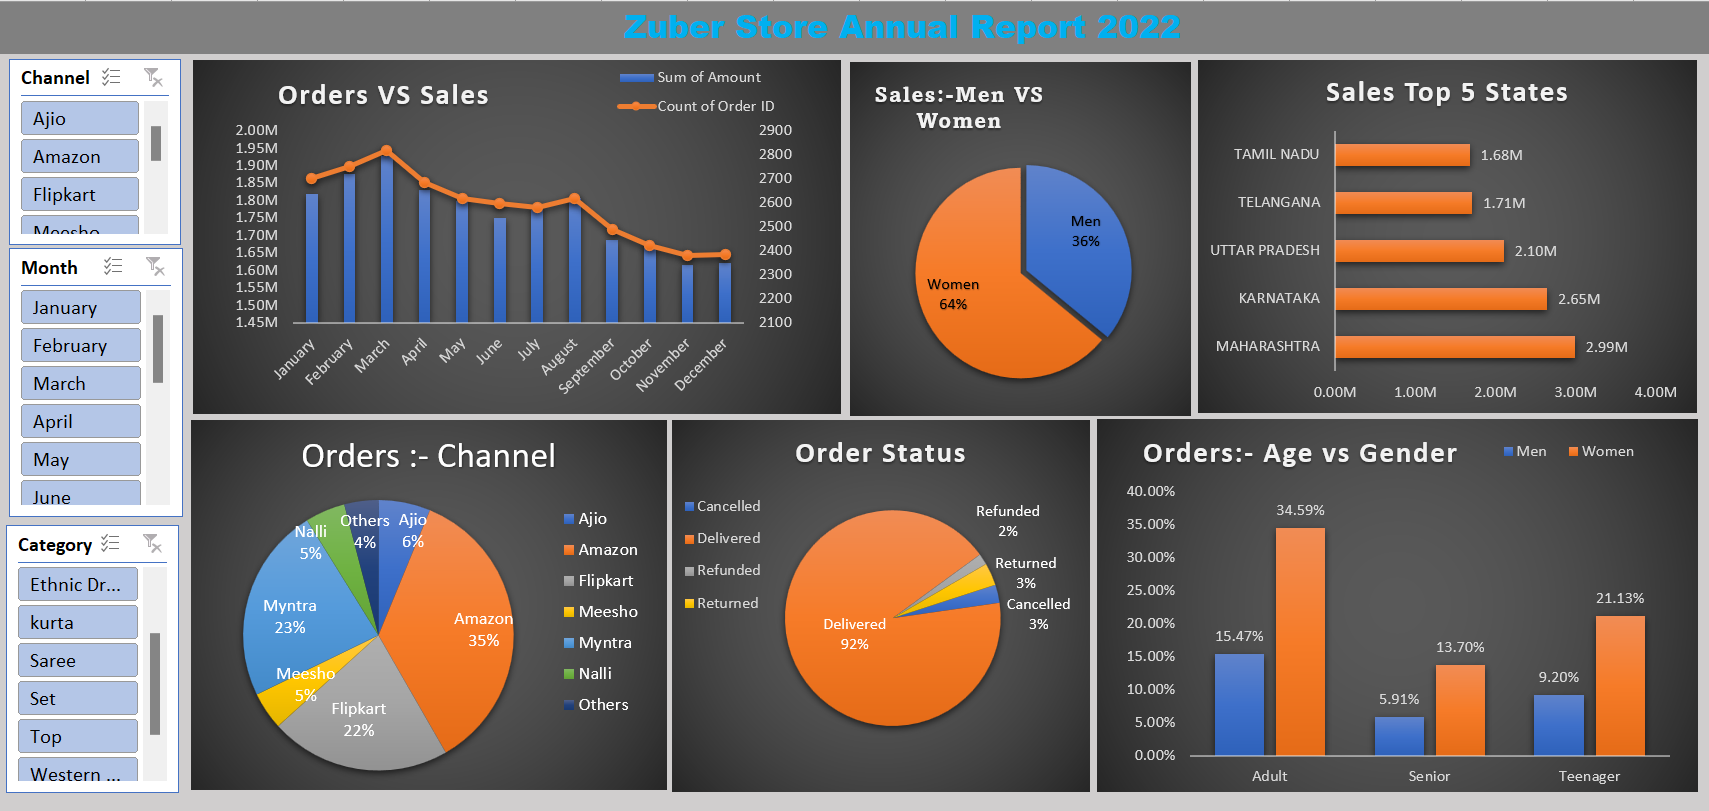 Zuber Store Annual Report 2022
Channel
Ajio
Amazon
Flipkart
Meesho
Month
January
February
March
April
May
June
Category
Ethnic Dr...
kurta
Saree
Set
Top
Western ...
Orders VS Sales
Sum of Amount
Count of Order ID
2.00M
1.95M
1.90M
1.85M
1.80M
1.75M
1.70M
1.65M
1.60M
1.55M
1.50M
1.45M
2900
2800
2700
2600
2500
2400
2300
2200
2100
January
February
March
April
May
June
July
August
September
October
November
December
Sales:-Men VS
Women
Men
36%
Women
64%
Sales Top 5 States
TAMIL NADU 1.68M
TELANGANA 1.71M
UTTAR PRADESH 2.10M
KARNATAKA 2.65M
MAHARASHTRA 2.99M
0.00M 1.00M 2.00M 3.00M 4.00M
Orders :- Channel
Others
4%
Ajio
6%
Nalli
5%
Myntra
23%
Amazon
35%
Meesho
5%
Flipkart
22%
Ajio
Amazon
Flipkart
Meesho
Myntra
Nalli
Others
Order Status
Cancelled
Delivered
Refunded
Returned
Refunded
2%
Returned
3%
Cancelled
3%
Delivered
92%
Orders:- Age vs Gender
Men
Women
40.00%
35.00%
30.00%
25.00%
20.00%
15.00%
10.00%
5.00%
0.00%
15.47%
34.59%
5.91%
13.70%
9.20%
21.13%
Adult
Senior
Teenager